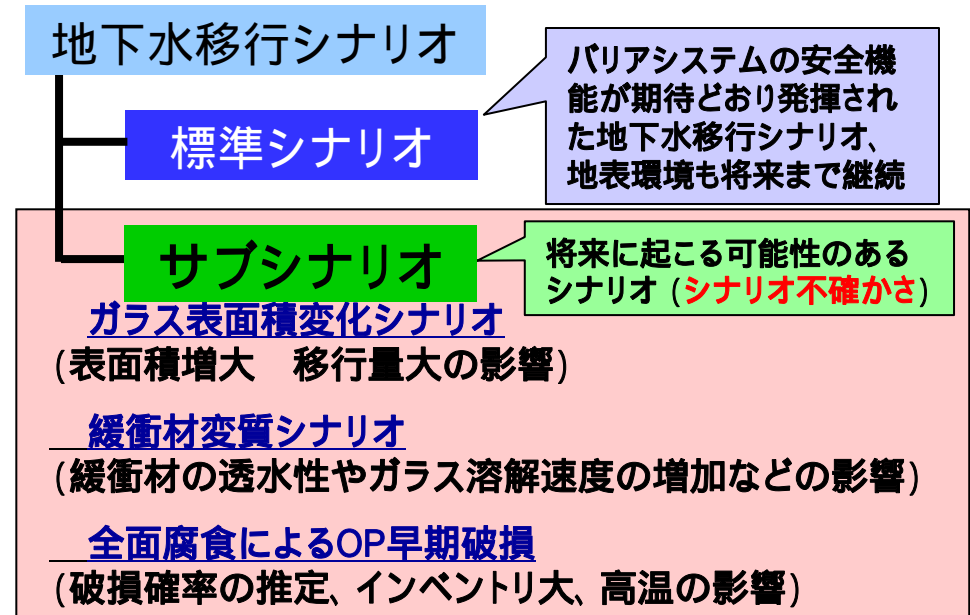 地下水移行シナリオ
標準シナリオ
バリアシステムの安全機
能が期待どおり発揮され
た地下水移行シナリオ、
地表環境も将来まで継続
サブシナリオ
将来に起こる可能性のある
シナリオ (シナリオ不確かさ)
ガラス表面積変化シナリオ
(表面積増大　移行量大の影響)
緩衝材変質シナリオ
(緩衝材の透水性やガラス溶解速度の増加などの影響)
全面腐食によるOP早期破損
(破損確率の推定、インベントリ大、高温の影響)